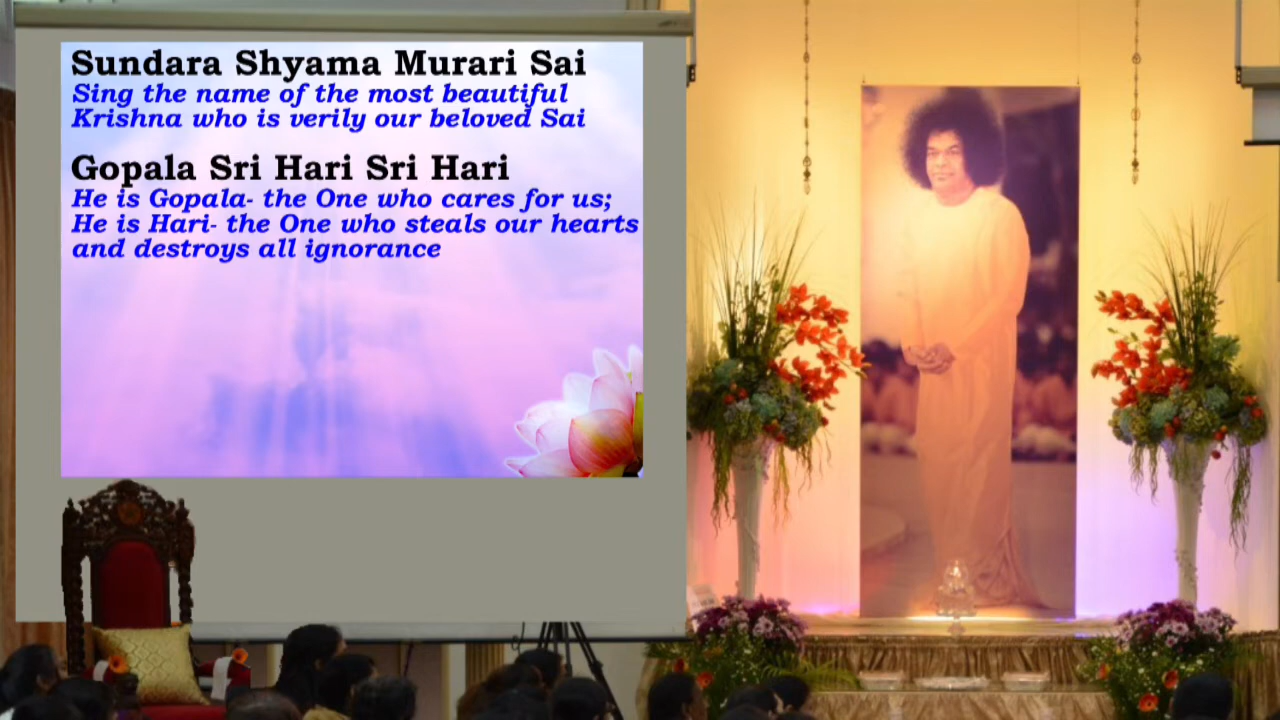 Sundara Shyama Murari Sai
Sing the name of the most beautiful
Krishna who is verily our beloved Sai
Gopala Sri Hari Sri Hari
He is Gopala- the One who cares for us;
He is Hari- the One who steals our hearts
and destroys all ignorance